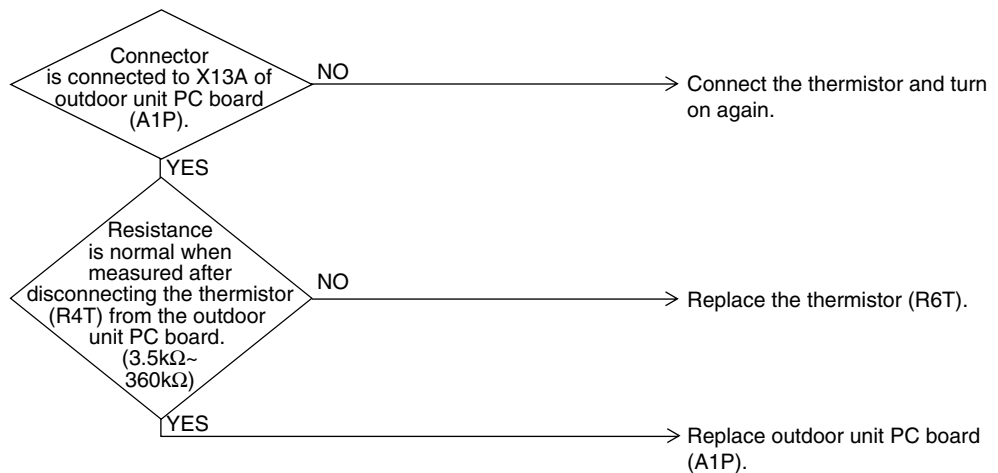 Connector
is connected to X13A of
outdoor unit PC board
(A1P).
NO
Connect the thermistor and turn
on again.
YES
Resistance
is normal when
measured after
disconnecting the thermistor
(R4T) from the outdoor
unit PC board.
(3.5kΩ~
360kΩ)
NO
Replace the thermistor (R6T).
YES
Replace outdoor unit PC board
(A1P).